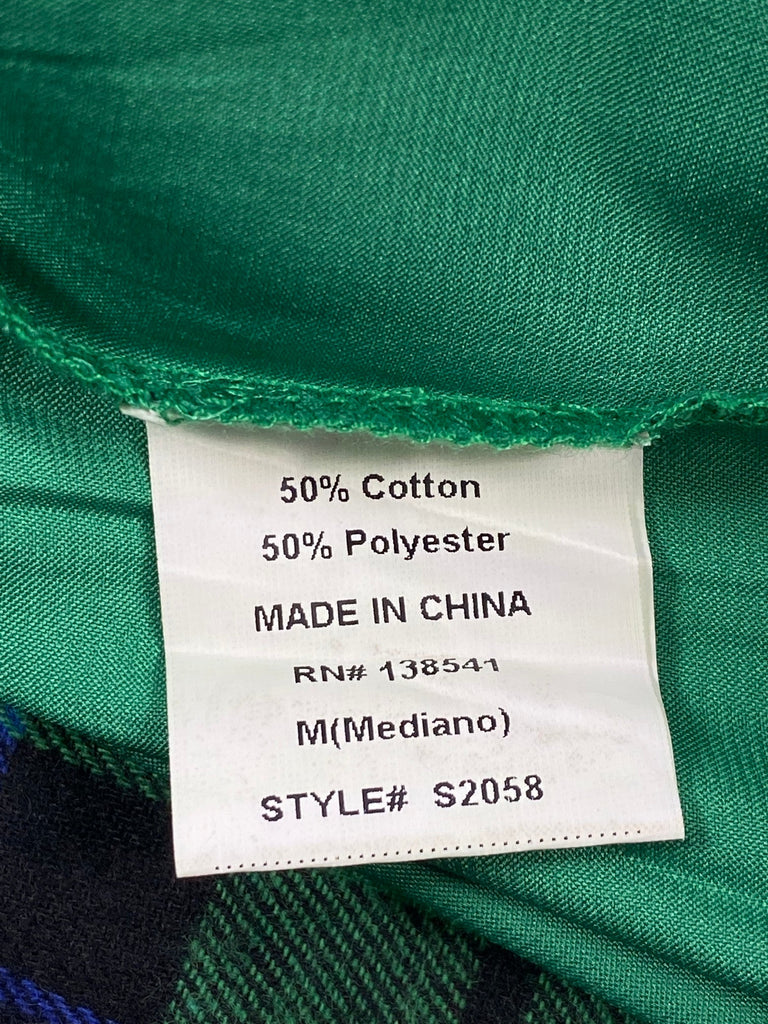 50% Cotton
50% Polyester
MADE IN CHINA
RN# 138541
M(Mediano)
STYLE# S2058